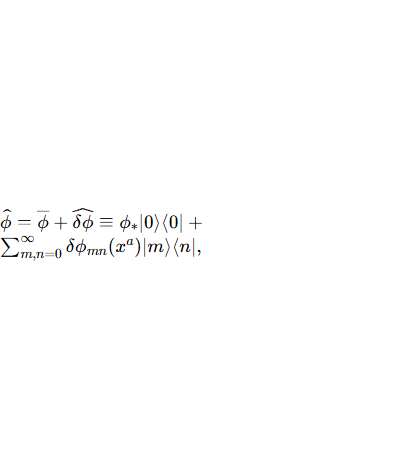 $\widehat{\phi} = \overline{\phi} + \widehat{\delta\phi} \equiv \phi_*|0\rangle\langle 0| +$
$\sum_{m,n=0}^{\infty} \delta\phi_{mn}(x^a)|m\rangle\langle n|,$